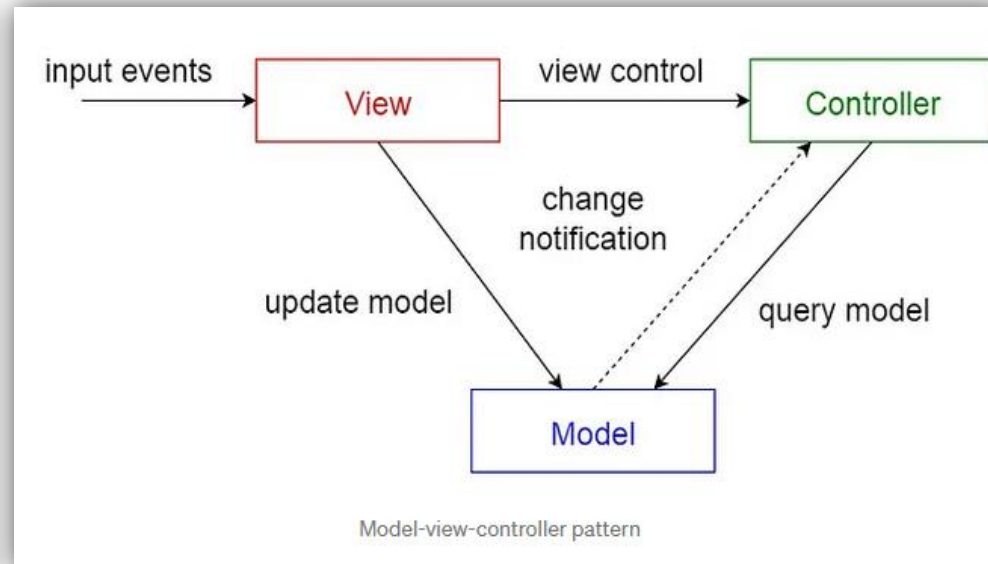 input events
View
view control
Controller
change
notification
update model
query model
Model
Model-view-controller pattern